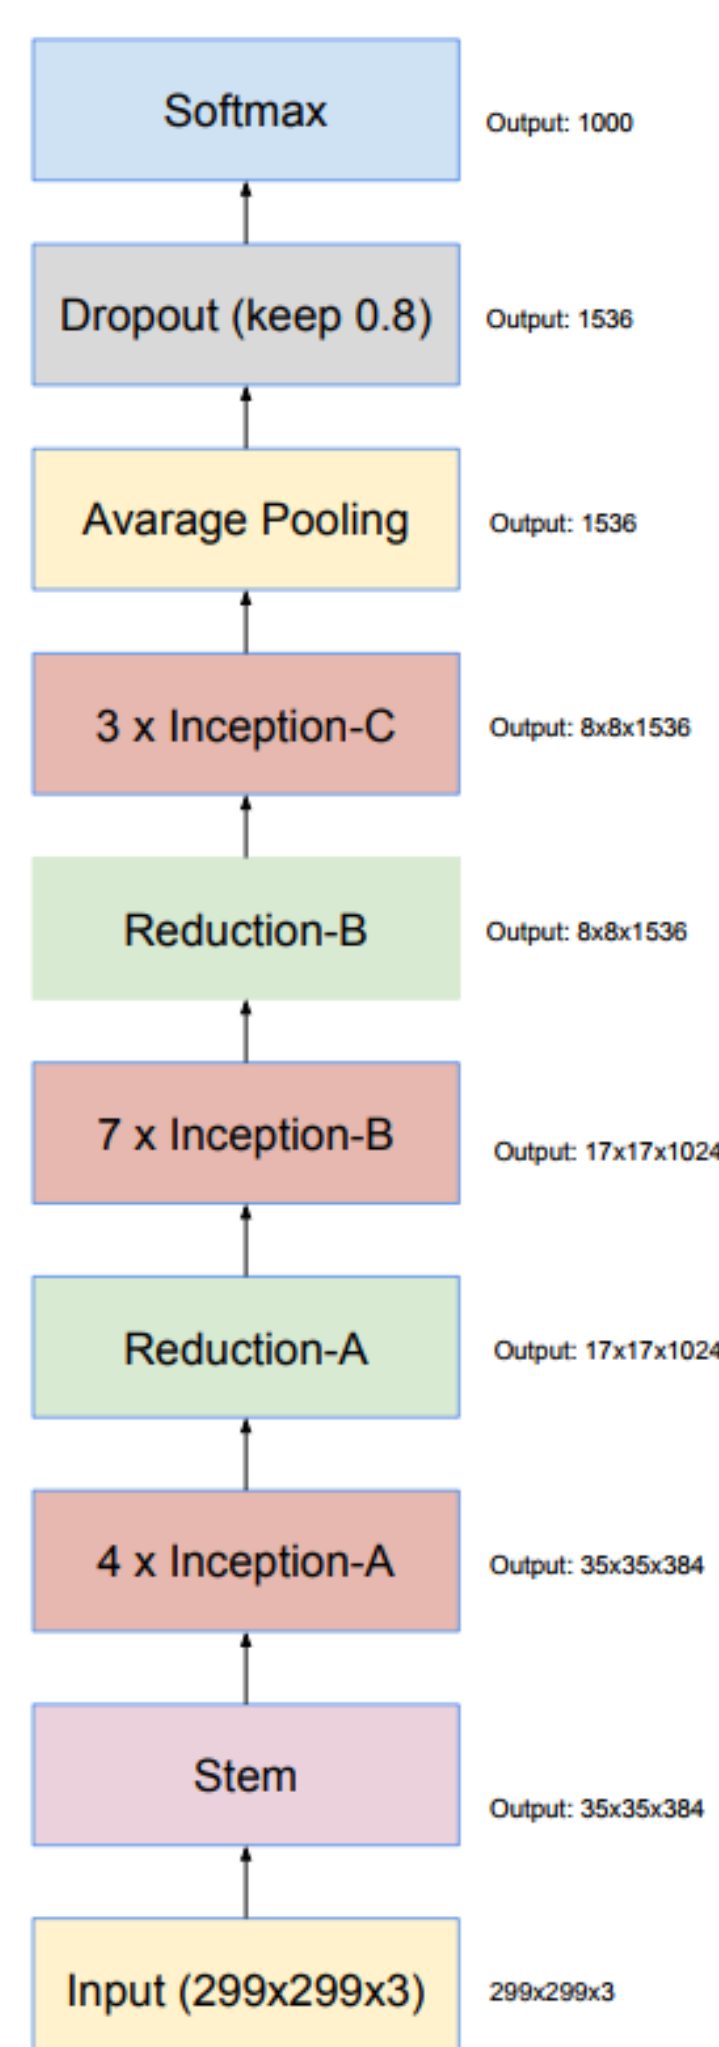 Softmax
Output: 1000
Dropout (keep 0.8)
Output: 1536
Avarage Pooling
Output: 1536
3 x Inception-C
Output: 8x8x1536
Reduction-B
Output: 8x8x1536
7 x Inception-B
Output: 17x17x1024
Reduction-A
Output: 17x17x1024
4 x Inception-A
Output: 35x35x384
Stem
Output: 35x35x384
Input (299x299x3)
299x299x3